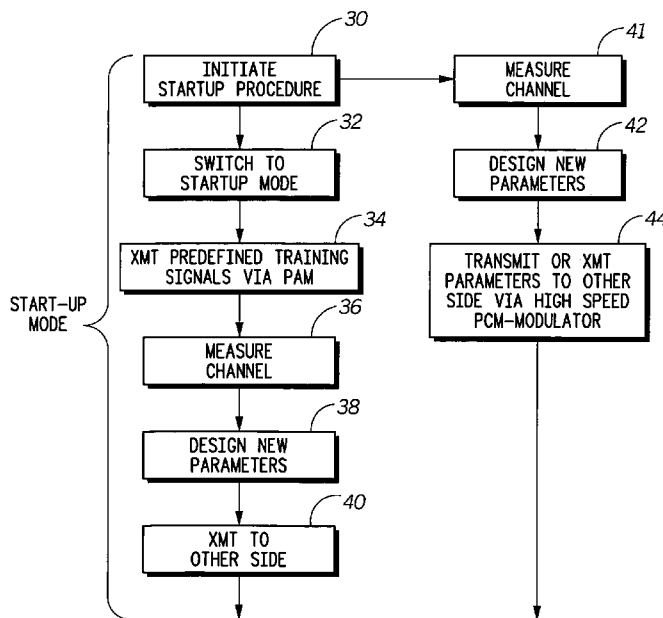 30
INITIATE
STARTUP PROCEDURE
32
SWITCH TO
STARTUP MODE
34
XMT PREDEFINED TRAINING
SIGNALS VIA PAM
START-UP
MODE
36
MEASURE
CHANNEL
38
DESIGN NEW
PARAMETERS
40
XMT TO
OTHER SIDE
41
MEASURE
CHANNEL
42
DESIGN NEW
PARAMETERS
44
TRANSMIT OR XMT
PARAMETERS TO OTHER
SIDE VIA HIGH SPEED
PCM-MODULATOR